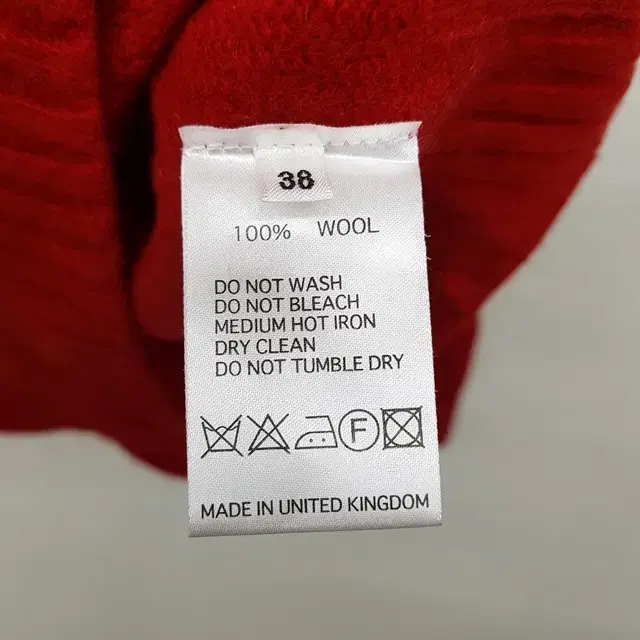 38
100% WOOL
DO NOT WASH
DO NOT BLEACH
MEDIUM HOT IRON
DRY CLEAN
DO NOT TUMBLE DRY
F
MADE IN UNITED KINGDOM